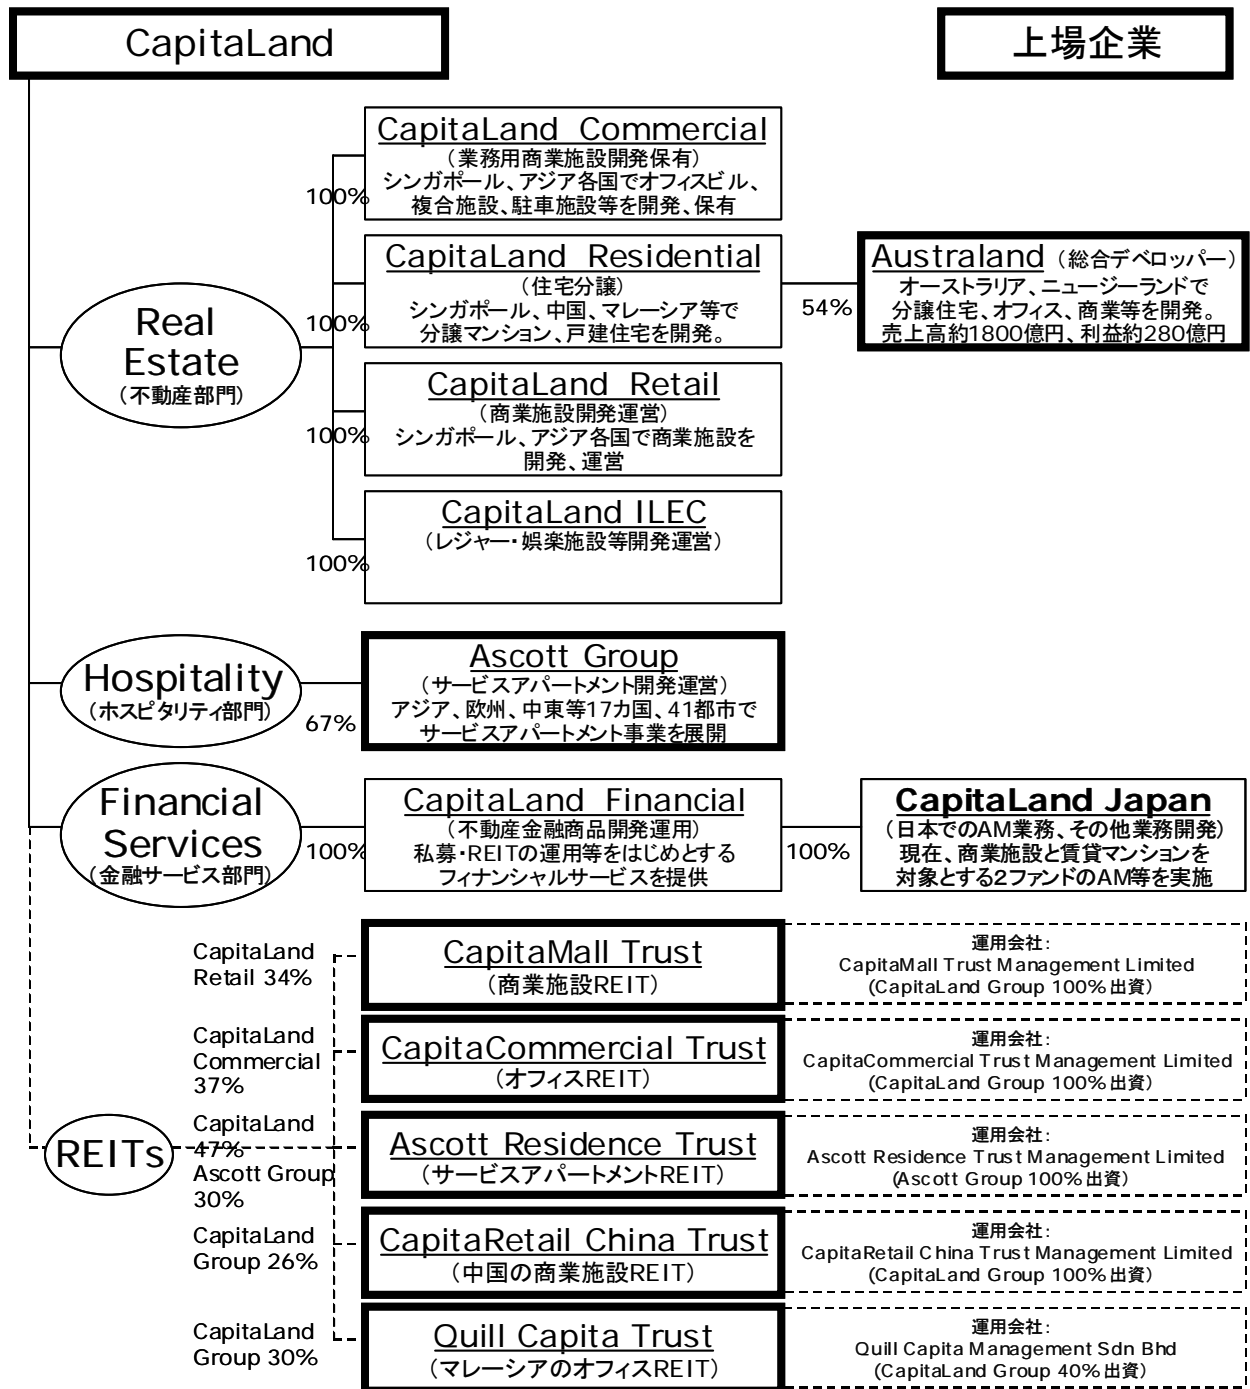 CapitaLand
上場企業
CapitaLand Commercial
（業務用商業施設開発保有）
シンガポール、アジア各国でオフィスビル、
複合施設、駐車施設等を開発、保有
100%
CapitaLand Residential
（住宅分譲）
シンガポール、中国、マレーシア等で
分譲マンション、戸建住宅を開発。
100%
54%
Australand（総合デベロッパー）
オーストラリア、ニュージーランドで
分譲住宅、オフィス、商業等を開発。
売上高約1800億円、利益約280億円
Real
Estate
（不動産部門）
CapitaLand Retail
（商業施設開発運営）
シンガポール、アジア各国で商業施設を
開発、運営
100%
CapitaLand ILEC
（レジャー・娯楽施設等開発運営）
100%
Hospitality
（ホスピタリティ部門）
67%
Ascott Group
（サービスアパートメント開発運営）
アジア、欧州、中東等17カ国、41都市で
サービスアパートメント事業を展開
Financial
Services
（金融サービス部門）
100%
CapitaLand Financial
（不動産金融商品開発運用）
私募・REITの運用等をはじめとする
フィナンシャルサービスを提供
100%
CapitaLand Japan
（日本でのAM業務、その他業務開発）
現在、商業施設と賃貸マンションを
対象とする2ファンドのAM等を実施
REITs
CapitaLand
Retail 34%
CapitaMall Trust
（商業施設REIT）
運用会社：
CapitaMall Trust Management Limited
(CapitaLand Group 100%出資）
CapitaLand
Commercial
37%
CapitaCommercial Trust
（オフィスREIT）
運用会社：
CapitaCommercial Trust Management Limited
(CapitaLand Group 100%出資）
CapitaLand
47%
Ascott Group
30%
Ascott Residence Trust
（サービスアパートメントREIT）
運用会社：
Ascott Residence Trust Management Limited
(Ascott Group 100%出資）
CapitaLand
Group 26%
CapitaRetail China Trust
（中国の商業施設REIT）
運用会社：
CapitaRetail China Trust Management Limited
(CapitaLand Group 100%出資）
CapitaLand
Group 30%
Quill Capita Trust
（マレーシアのオフィスREIT）
運用会社：
Quill Capita Management Sdn Bhd
(CapitaLand Group 40%出資）